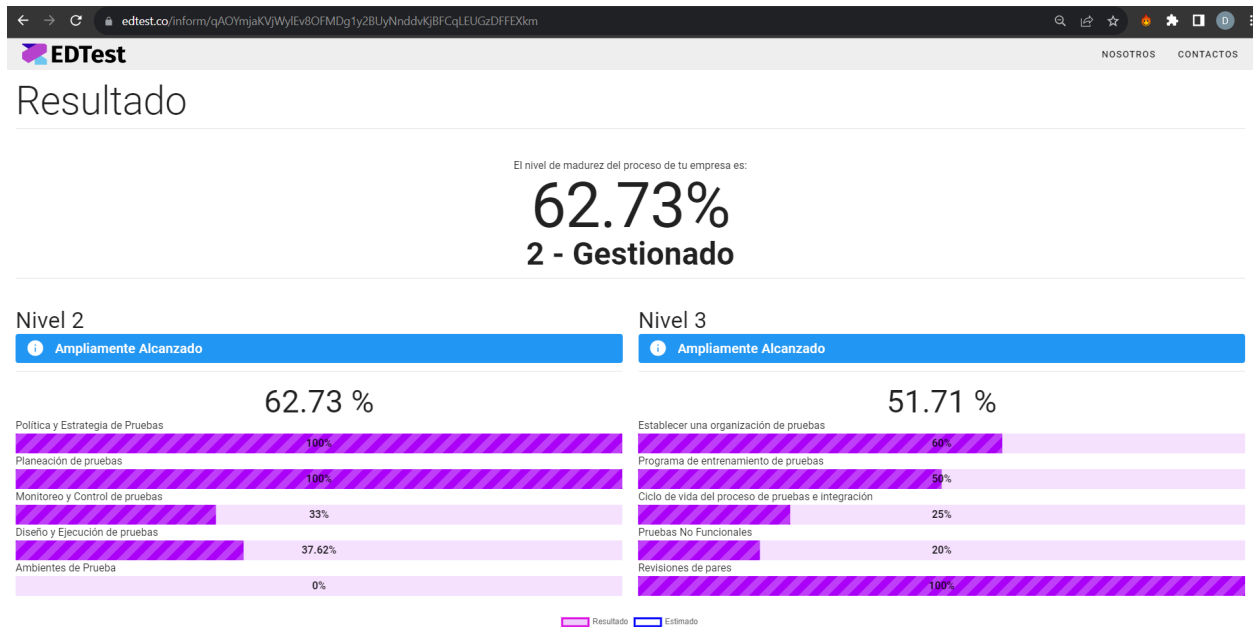 edtest.co/inform/qAOYmjaKVjWylEv8OFMDg1y2BUyNnddvKjBFCqLEUGzDFFEXkm
D
EDTest
NOSOTROS CONTACTOS
Resultado
El nivel de madurez del proceso de tu empresa es:
62.73%
2 - Gestionado
Nivel 2
Ampliamente Alcanzado
62.73 %
Política y Estrategia de Pruebas
100%
Planeación de pruebas
100%
Monitoreo y Control de pruebas
33%
Diseño y Ejecución de pruebas
37.62%
Ambientes de Prueba
0%
Nivel 3
Ampliamente Alcanzado
51.71 %
Establecer una organización de pruebas
60%
Programa de entrenamiento de pruebas
50%
Ciclo de vida del proceso de pruebas e integración
25%
Pruebas No Funcionales
20%
Revisiones de pares
100%
Resultado Estimado